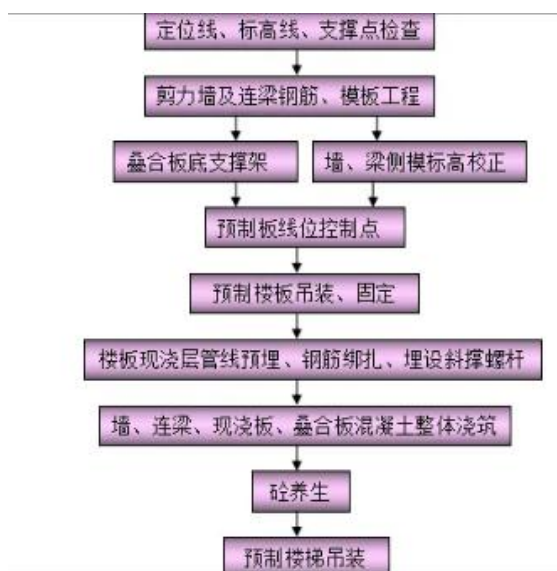 定位线、标高线、支撑点检查
剪力墙及连梁钢筋、模板工程
叠合板底支撑架
墙、梁侧模标高校正
预制板线位控制点
预制楼板吊装、固定
楼板现浇层管线预埋、钢筋绑扎、埋设斜撑螺杆
墙、连梁、现浇板、叠合板混凝土整体浇筑
砼养生
预制楼梯吊装